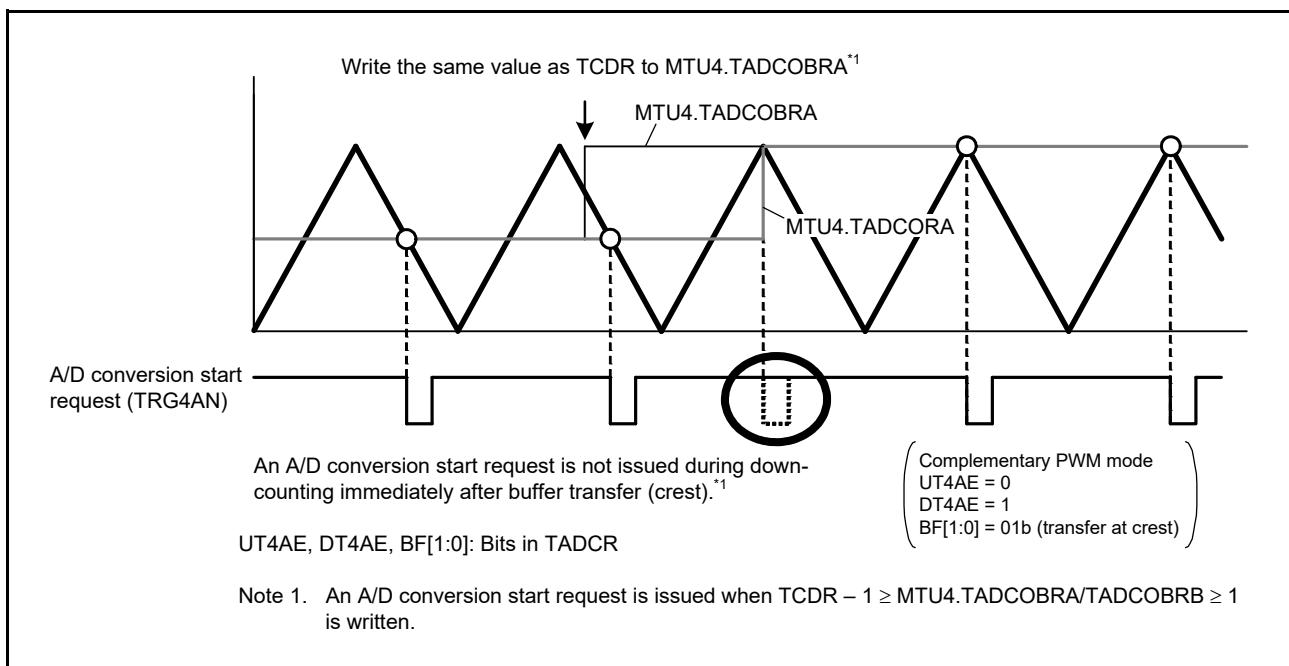 Write the same value as TCDR to MTU4.TADCOBRA*1
MTU4.TADCOBRA
MTU4.TADCORA
A/D conversion start
request (TRG4AN)
An A/D conversion start request is not issued during down-
counting immediately after buffer transfer (crest).*1
Complementary PWM mode
UT4AE = 0
DT4AE = 1
BF[1:0] = 01b (transfer at crest)
UT4AE, DT4AE, BF[1:0]: Bits in TADCR
Note 1. An A/D conversion start request is issued when TCDR – 1 ≥ MTU4.TADCOBRA/TADCOBRB ≥ 1
is written.